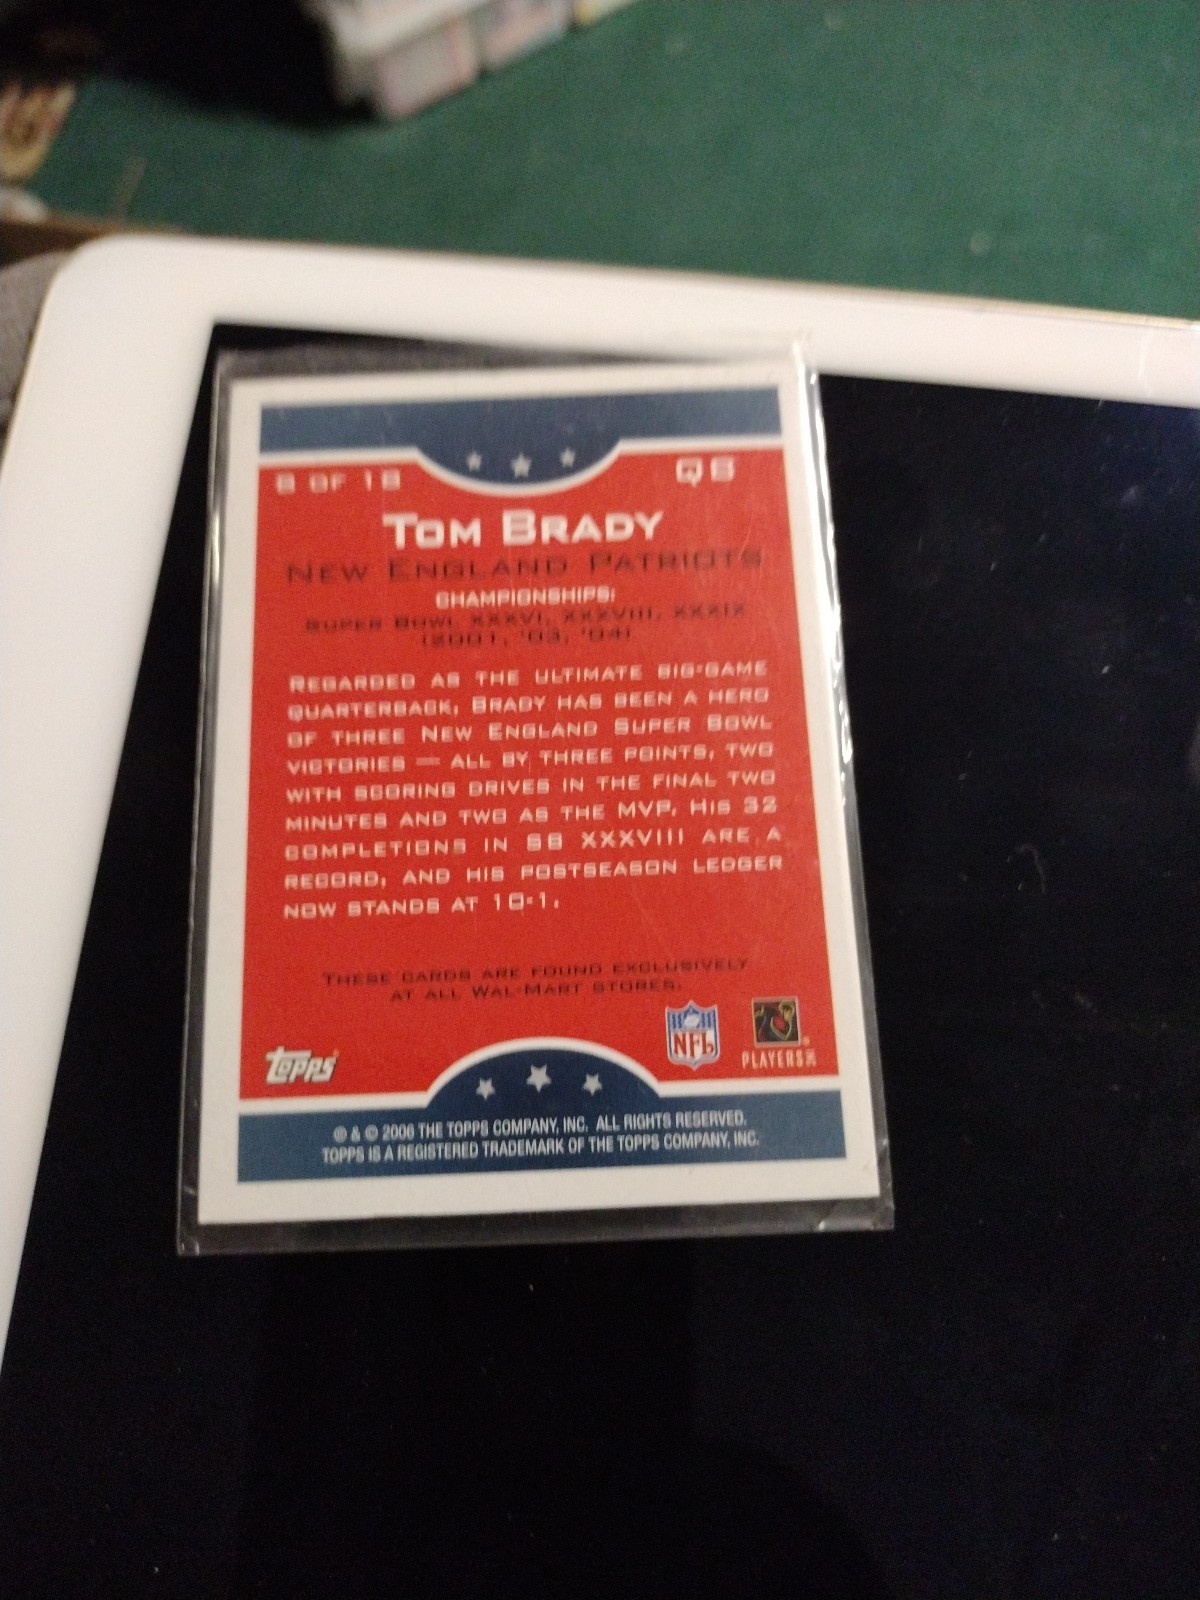 8 OF 18
QB
TOM BRADY
NEW ENGLAND PATRIOTS
CHAMPIONSHIPS:
SUPER BOWL XXXVI, XXXVIII, XXXIX
(2001, '03, '04)
REGARDED AS THE ULTIMATE BIG-GAME
QUARTERBACK, BRADY HAS BEEN A HERO
OF THREE NEW ENGLAND SUPER BOWL
VICTORIES — ALL BY THREE POINTS, TWO
WITH SCORING DRIVES IN THE FINAL TWO
MINUTES AND TWO AS THE MVP. HIS 32
COMPLETIONS IN SB XXXVIII ARE A
RECORD, AND HIS POSTSEASON LEDGER
NOW STANDS AT 10-1.
THESE CARDS ARE FOUND EXCLUSIVELY
AT ALL WAL-MART STORES.
NFL
TOPPS
PLAYERS INC
® & © 2006 THE TOPPS COMPANY, INC. ALL RIGHTS RESERVED.
TOPPS IS A REGISTERED TRADEMARK OF THE TOPPS COMPANY, INC.